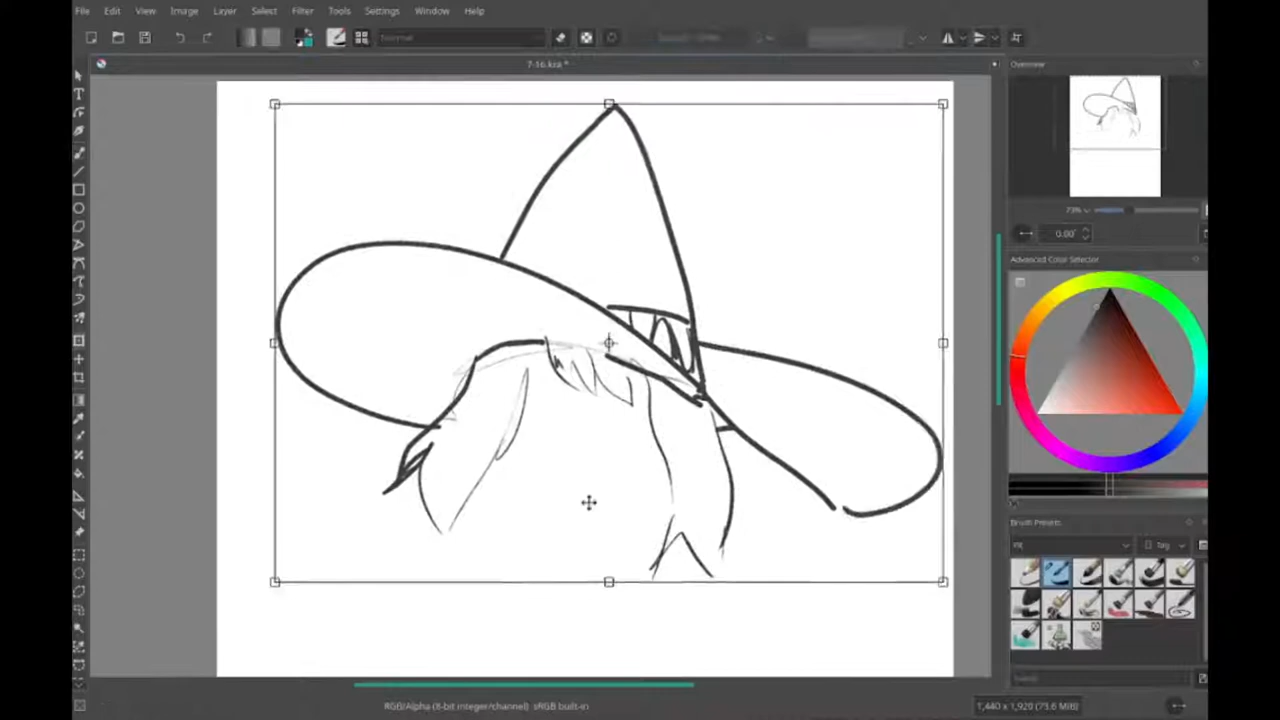 File Edit View Image Layer Select Filter Tools Settings Window Help
Normal
7-16.kra *
Overview
73%
0.00°
Advanced Color Selector
Brush Presets
Tag
RGB/Alpha (8-bit integer/channel) sRGB built-in
1,440 x 1,920 (73.6 MiB)